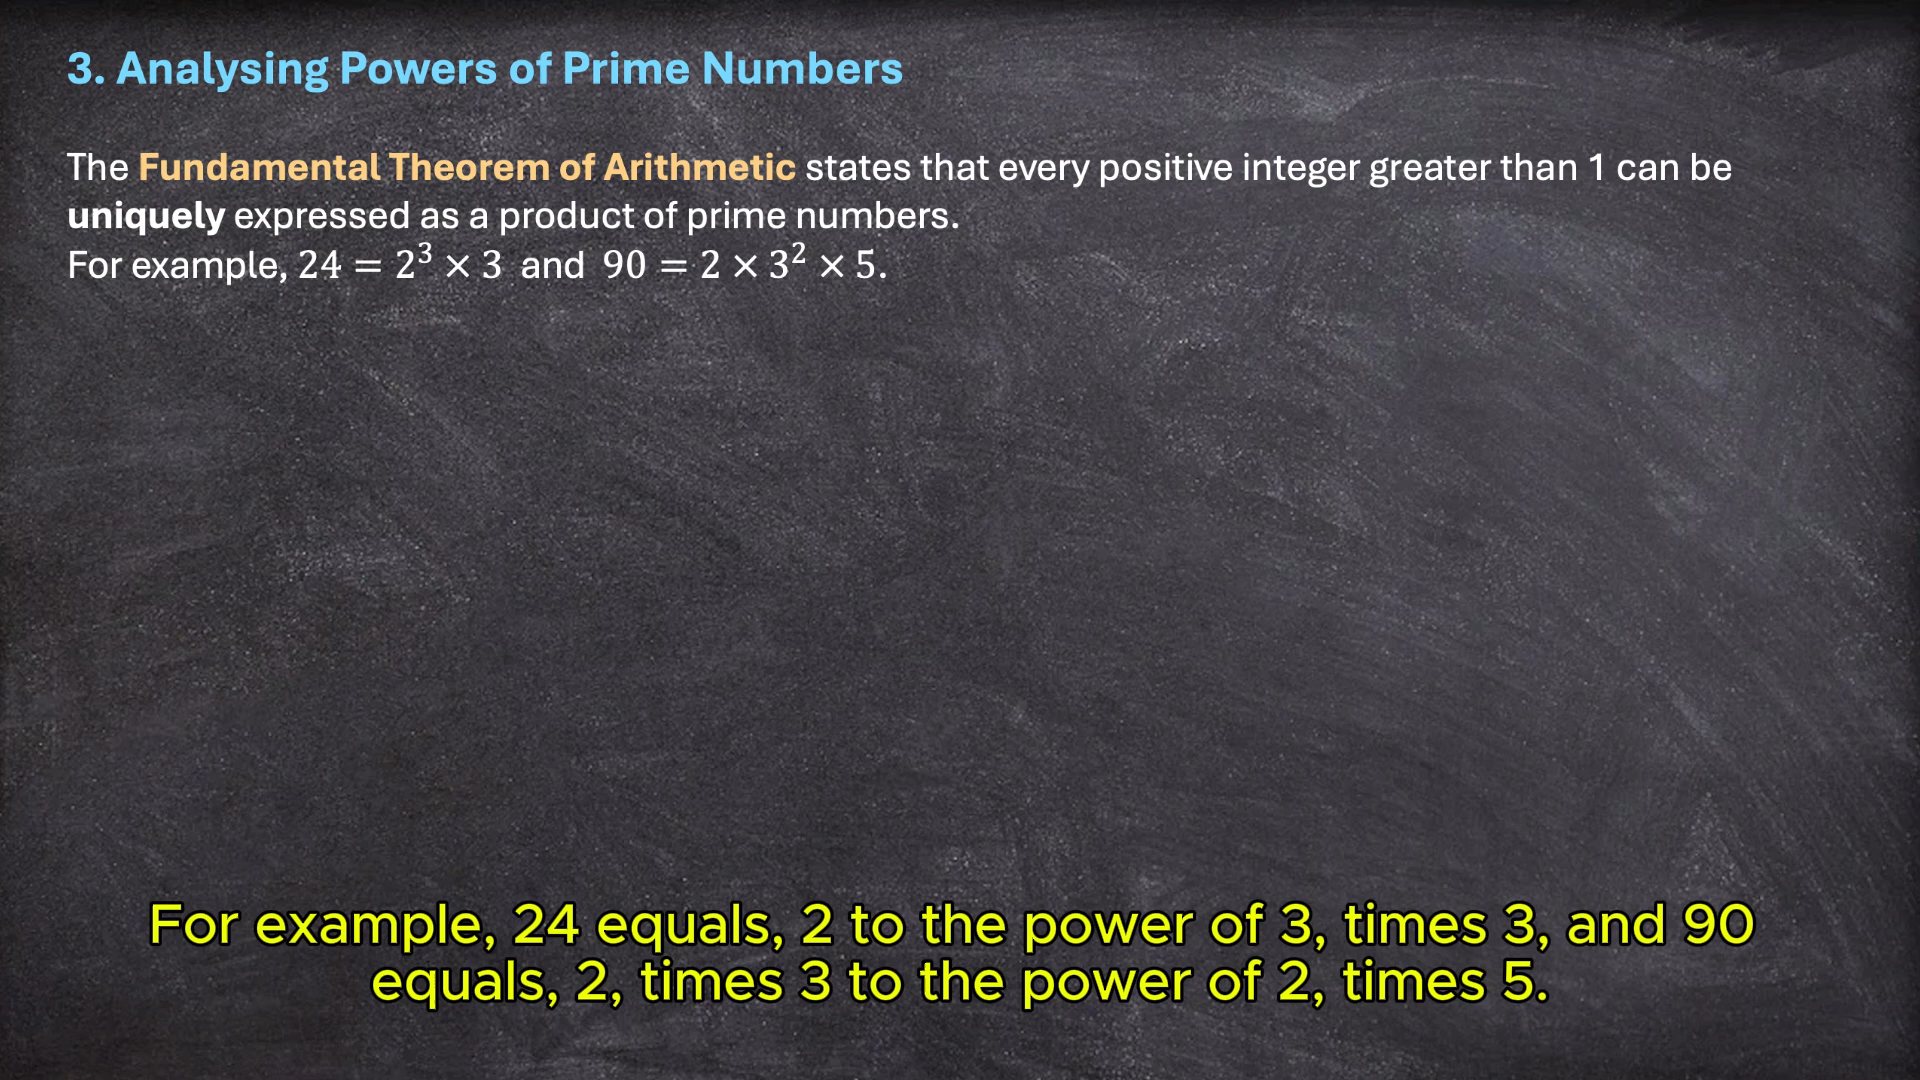 3. Analysing Powers of Prime Numbers
The Fundamental Theorem of Arithmetic states that every positive integer greater than 1 can be
uniquely expressed as a product of prime numbers.
For example, 24 = 2³ × 3 and 90 = 2 × 3² × 5.
For example, 24 equals, 2 to the power of 3, times 3, and 90
equals, 2, times 3 to the power of 2, times 5.